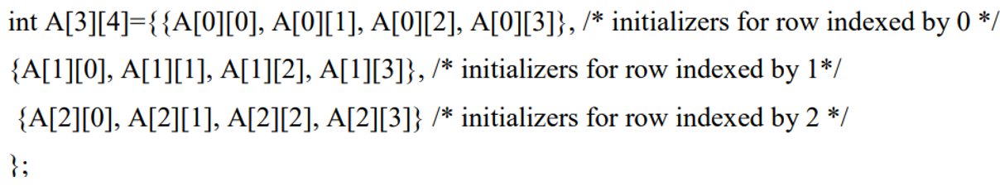 int A[3][4]={{A[0][0], A[0][1], A[0][2], A[0][3]}, /* initializers for row indexed by 0 */
{A[1][0], A[1][1], A[1][2], A[1][3]}, /* initializers for row indexed by 1*/
{A[2][0], A[2][1], A[2][2], A[2][3]} /* initializers for row indexed by 2 */
};